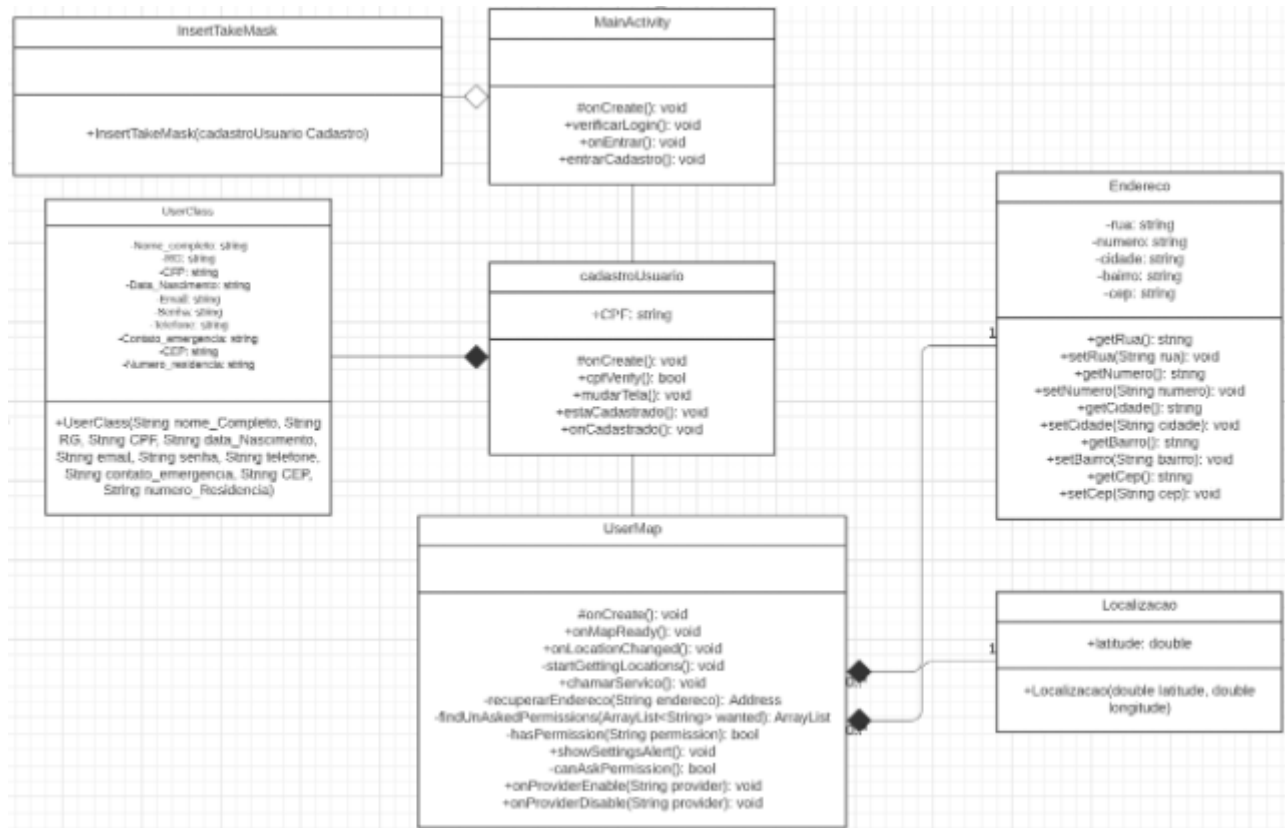 InsertTakeMask
+InsertTakeMask(cadastroUsuario Cadastro)
MainActivity
#onCreate(): void
+verificarLogin(): void
+onEntrar(): void
+entrarCadastro(): void
UserClass
-Nome_completo: string
-RG: string
-CFP: string
-Data_Nascimento: string
-Email: string
-Senha: string
-Telefone: string
-Contato_emergencia: string
-CEP: string
-Numero_residencia: string
+UserClass(String nome_Completo, String
RG, String CPF, String data_Nascimento,
String email, String senha, String telefone,
String contato_emergencia, String CEP,
String numero_Residencia)
cadastroUsuario
+CPF: string
#onCreate(): void
+cpfVerify(): bool
+mudarTela(): void
+estaCadastrado(): void
+onCadastrado(): void
Endereco
-rua: string
-numero: string
-cidade: string
-bairro: string
-cep: string
1
+getRua(): string
+setRua(String rua): void
+getNumero(): string
+setNumero(String numero): void
+getCidade(): string
+setCidade(String cidade): void
+getBairro(): string
+setBairro(String bairro): void
+getCep(): string
+setCep(String cep): void
UserMap
#onCreate(): void
+onMapReady(): void
+onLocationChanged(): void
-startGettingLocations(): void
+chamarServico(): void
-recuperarEndereco(String endereco): Address
-findUnAskedPermissions(ArrayList<String> wanted): ArrayList
-hasPermission(String permission): bool
+showSettingsAlert(): void
-canAskPermission(): bool
+onProviderEnable(String provider): void
+onProviderDisable(String provider): void
Localizacao
+latitude: double
1
+Localizacao(double latitude, double
longitude)